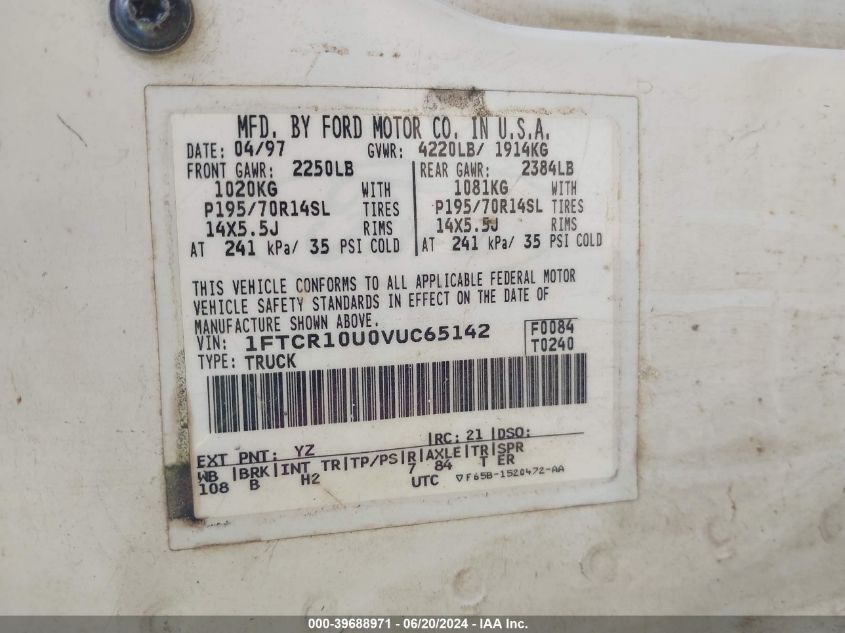 MFD. BY FORD MOTOR CO. IN U.S.A.
DATE: 04/97 GVWR: 4220LB/ 1914KG
FRONT GAWR: 2250LB REAR GAWR: 2384LB
1020KG WITH 1081KG WITH
P195/70R14SL TIRES P195/70R14SL TIRES
14X5.5J RIMS 14X5.5J RIMS
AT 241 kPa/ 35 PSI COLD AT 241 kPa/ 35 PSI COLD
THIS VEHICLE CONFORMS TO ALL APPLICABLE FEDERAL MOTOR
VEHICLE SAFETY STANDARDS IN EFFECT ON THE DATE OF
MANUFACTURE SHOWN ABOVE.
VIN: 1FTCR10U0VUC65142 F0084
TYPE: TRUCK T0240
EXT PNT: YZ RC: 21 DSO:
WB BRK INT TR TP/PS R AXLE TR SPR
108 B H2 7 84 T ER
UTC F65B-1520472-AA
000-39688971 / 06/20/2024 - IAA Inc.